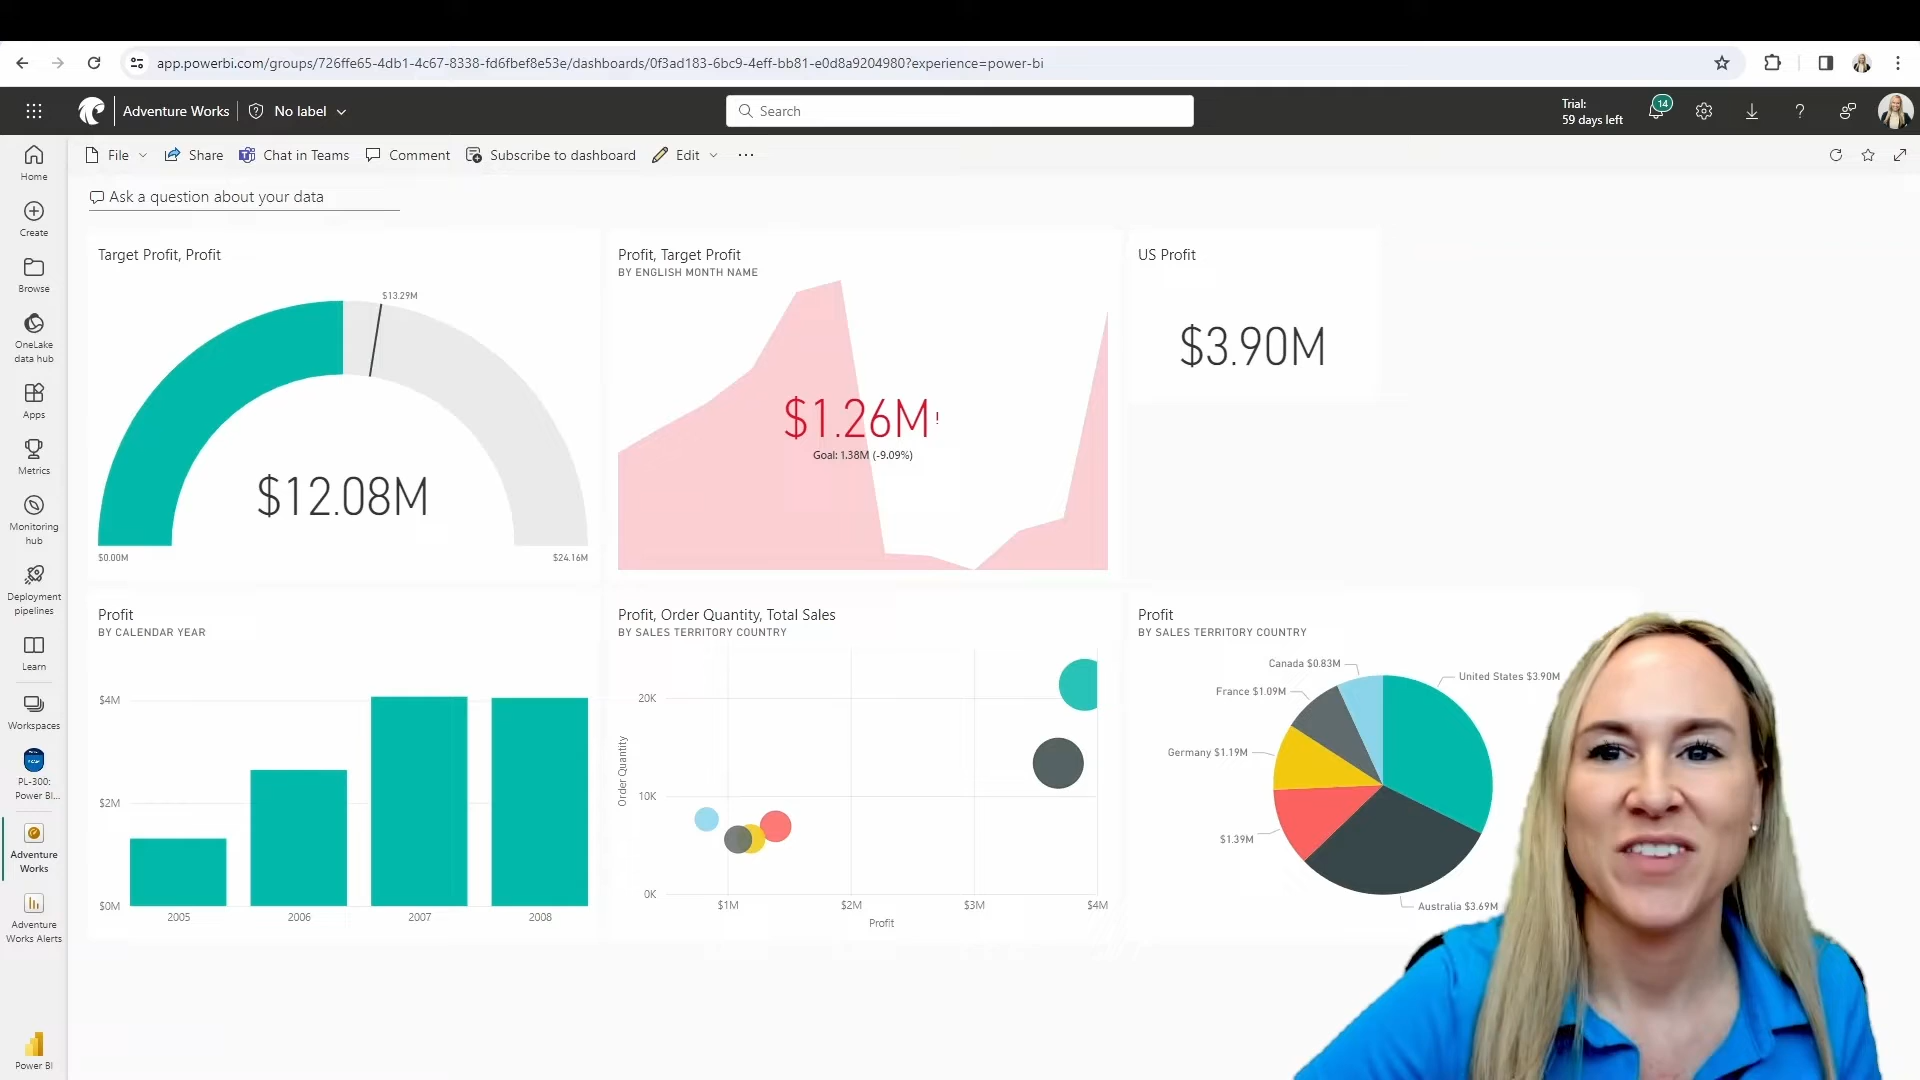 app.powerbi.com/groups/726ffe65-4db1-4c67-8338-fd6fbef8e53e/dashboards/0f3ad183-6bc9-4eff-bb81-e0d8a9204980?experience=power-bi
Adventure Works
No label
Search
Trial:
59 days left
14
File
Share
Chat in Teams
Comment
Subscribe to dashboard
Edit
Home
Create
Browse
OneLake
data hub
Apps
Metrics
Monitoring
hub
Deployment
pipelines
Learn
Workspaces
PL-300:
Power BI...
Adventure
Works
Adventure
Works Alerts
Power BI
Ask a question about your data
Target Profit, Profit
$13.29M
$12.08M
$0.00M
$24.16M
Profit, Target Profit
BY ENGLISH MONTH NAME
$1.26M!
Goal: 1.38M (-9.09%)
US Profit
$3.90M
Profit
BY CALENDAR YEAR
$4M
$2M
$0M
2005
2006
2007
2008
Profit, Order Quantity, Total Sales
BY SALES TERRITORY COUNTRY
Order Quantity
20K
10K
0K
$1M
$2M
$3M
$4M
Profit
Profit
BY SALES TERRITORY COUNTRY
Canada $0.83M
United States $3.90M
France $1.09M
Germany $1.19M
$1.39M
Australia $3.69M